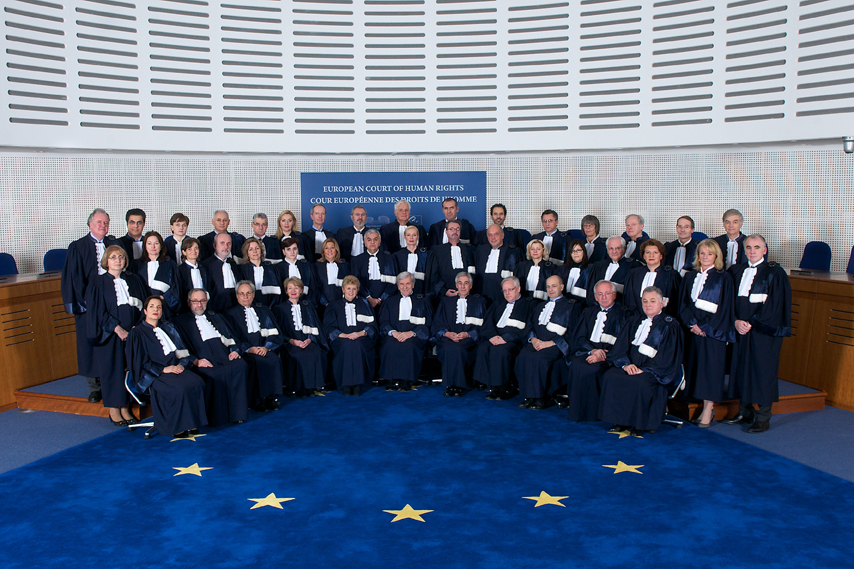 EUROPEAN COURT OF HUMAN RIGHTS
COUR EUROPÉENNE DES DROITS DE L'HOMME